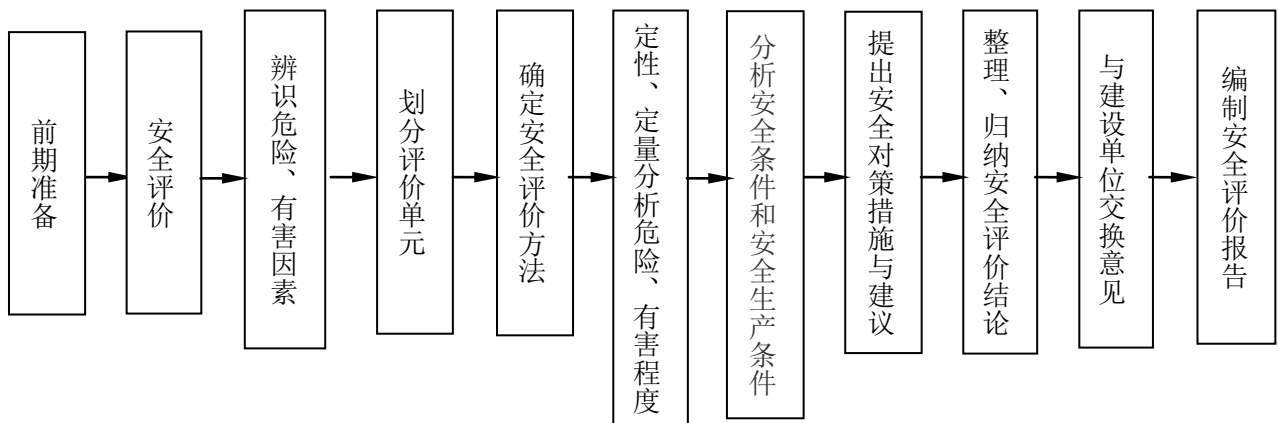 前期准备
安全评价
辨识危险、有害因素
划分评价单元
确定安全评价方法
定性、定量分析危险、有害程度
分析安全条件和安全生产条件
提出安全对策措施与建议
整理、归纳安全评价结论
与建设单位交换意见
编制安全评价报告